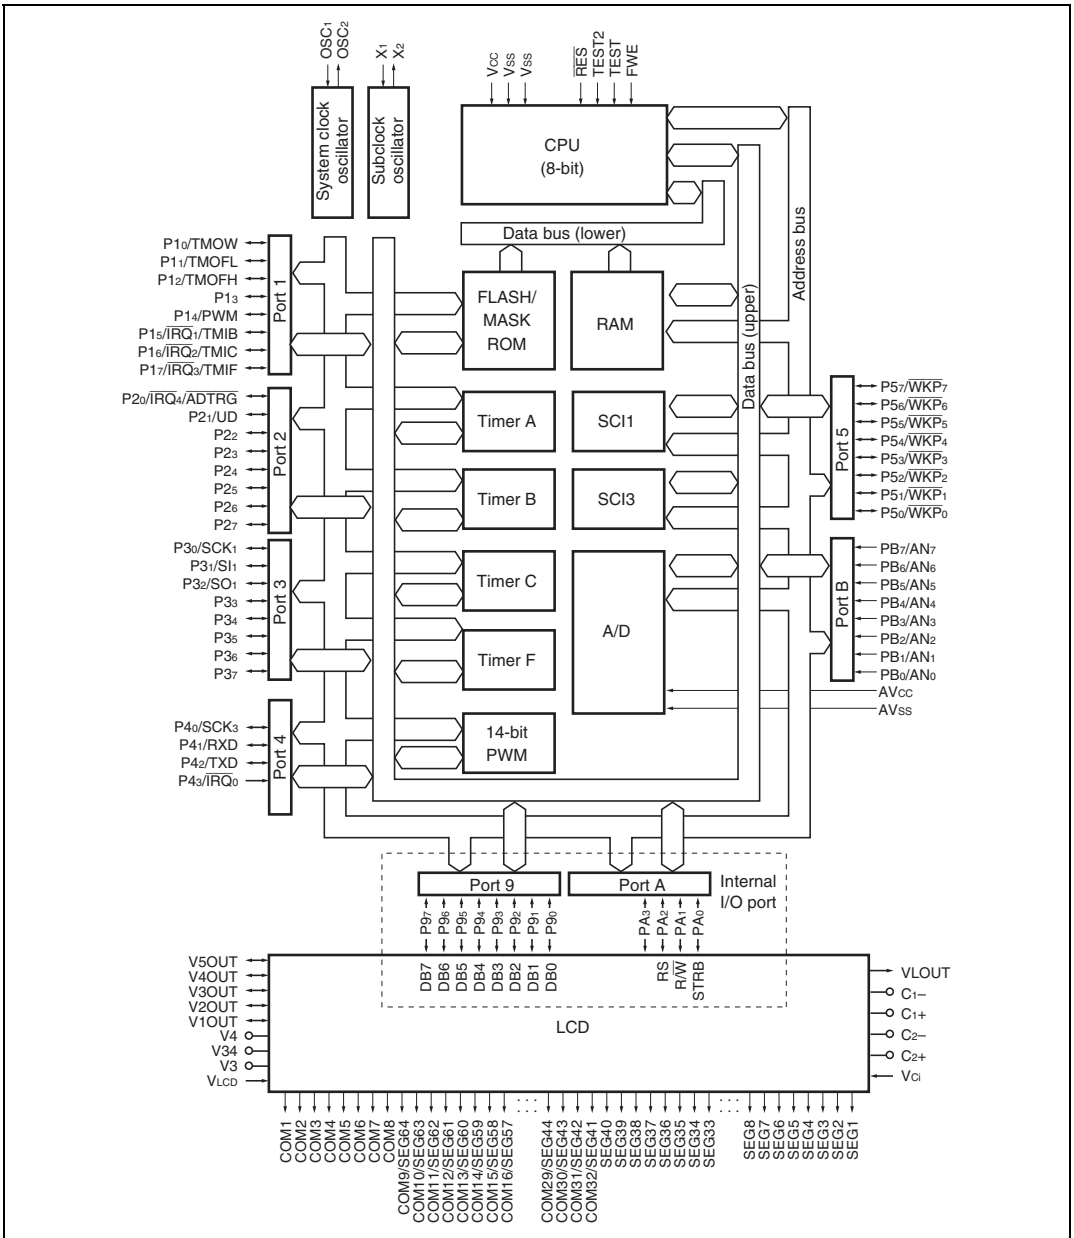 OSC1
OSC2
X1
X2
VCC
VSS
VSS
RES
TEST2
TEST
FWE
System clock
oscillator
Subclock
oscillator
CPU
(8-bit)
Data bus (lower)
Data bus (upper)
Address bus
P10/TMOW
P11/TMOFL
P12/TMOFH
P13
P14/PWM
P15/IRQ1/TMIB
P16/IRQ2/TMIC
P17/IRQ3/TMIF
Port 1
FLASH/
MASK
ROM
RAM
P20/IRQ4/ADTRG
P21/UD
P22
P23
P24
P25
P26
P27
Port 2
Timer A
SCI1
Timer B
SCI3
P57/WKP7
P56/WKP6
P55/WKP5
P54/WKP4
P53/WKP3
P52/WKP2
P51/WKP1
P50/WKP0
Port 5
P30/SCK1
P31/SI1
P32/SO1
P33
P34
P35
P36
P37
Port 3
Timer C
Timer F
A/D
PB7/AN7
PB6/AN6
PB5/AN5
PB4/AN4
PB3/AN3
PB2/AN2
PB1/AN1
PB0/AN0
Port B
AVCC
AVSS
P40/SCK3
P41/RXD
P42/TXD
P43/IRQ0
Port 4
14-bit
PWM
Port 9
Port A
Internal
I/O port
P97
P96
P95
P94
P93
P92
P91
P90
PA3
PA2
PA1
PA0
DB7
DB6
DB5
DB4
DB3
DB2
DB1
DB0
RS
R/W
STRB
LCD
V5OUT
V4OUT
V3OUT
V2OUT
V1OUT
V4
V34
V3
VLCD
VLOUT
C1–
C1+
C2–
C2+
VCi
COM1
COM2
COM3
COM4
COM5
COM6
COM7
COM8
COM9/SEG64
COM10/SEG63
COM11/SEG62
COM12/SEG61
COM13/SEG60
COM14/SEG59
COM15/SEG58
COM16/SEG57
COM29/SEG44
COM30/SEG43
COM31/SEG42
COM32/SEG41
SEG40
SEG39
SEG38
SEG37
SEG36
SEG35
SEG34
SEG33
SEG8
SEG7
SEG6
SEG5
SEG4
SEG3
SEG2
SEG1